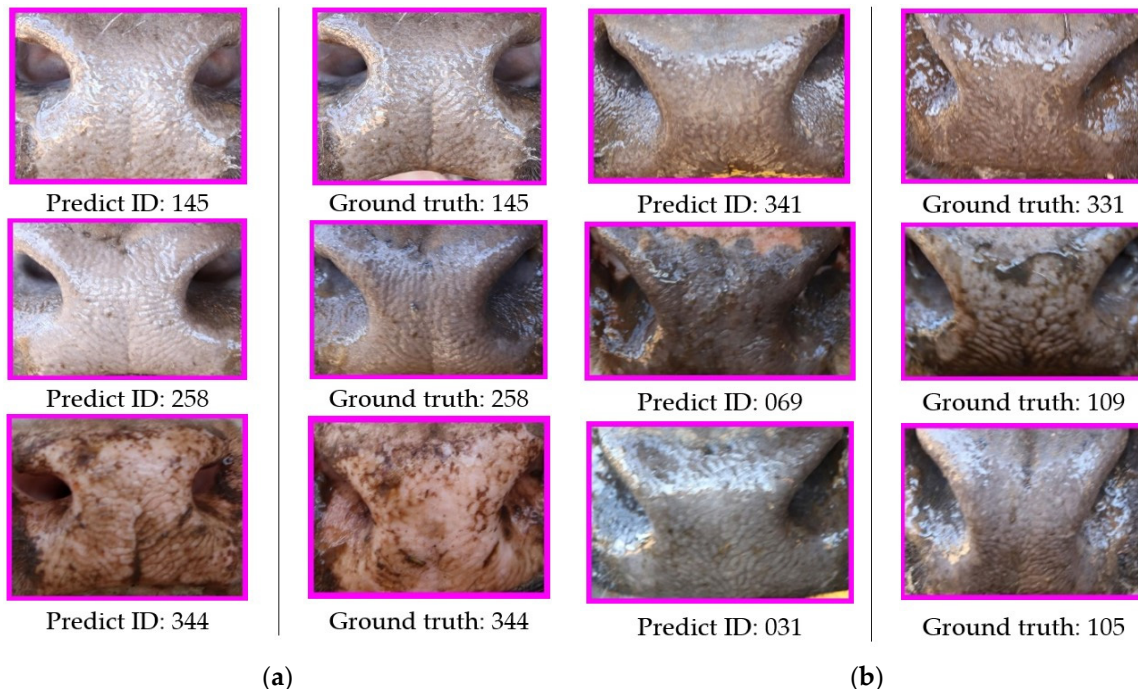 Predict ID: 145
Ground truth: 145
Predict ID: 341
Ground truth: 331
Predict ID: 258
Ground truth: 258
Predict ID: 069
Ground truth: 109
Predict ID: 344
Ground truth: 344
Predict ID: 031
Ground truth: 105
(a)
(b)